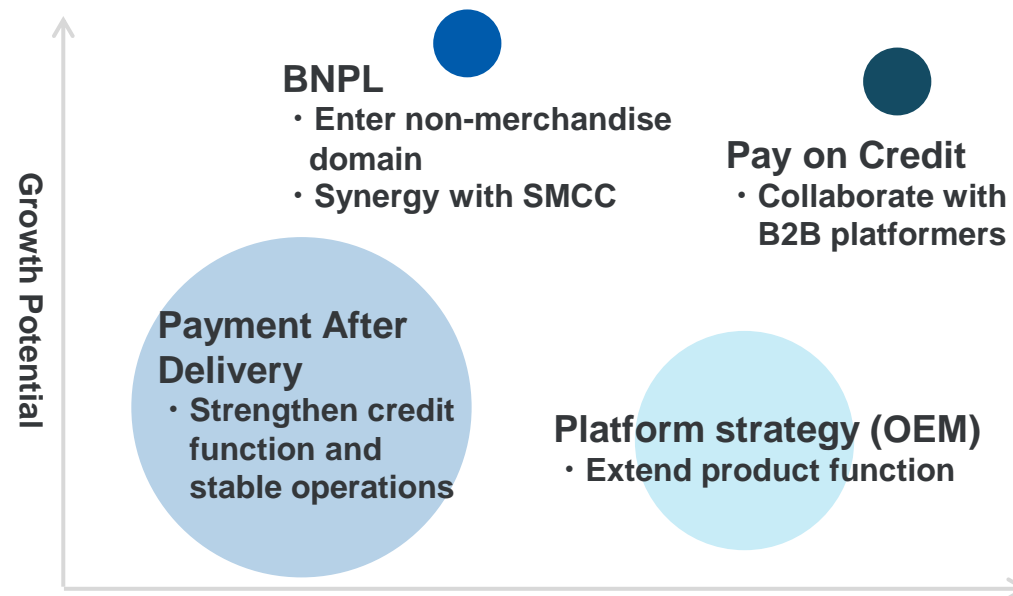 Growth Potential
BNPL
・Enter non-merchandise
domain
・Synergy with SMCC
Pay on Credit
・Collaborate with
B2B platformers
Payment After
Delivery
・Strengthen credit
function and
stable operations
Platform strategy (OEM)
・Extend product function